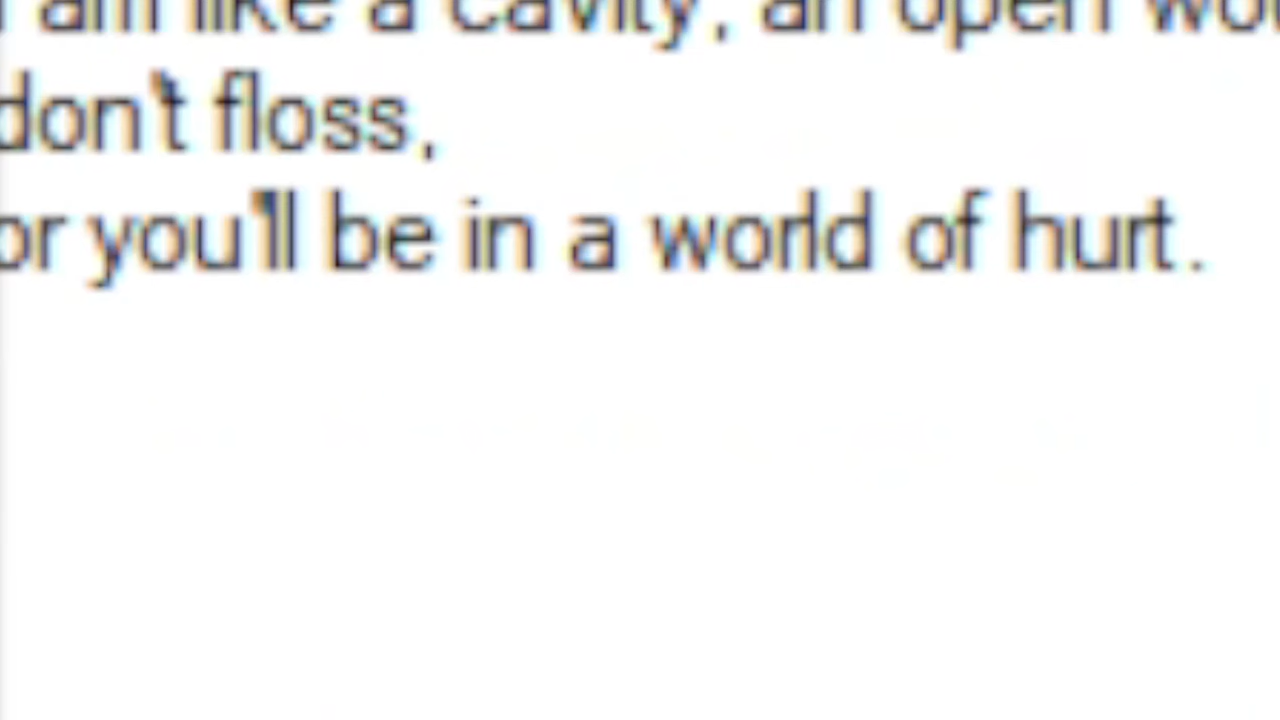 am like a cavity, an open
don't floss,
or you'll be in a world of hurt.